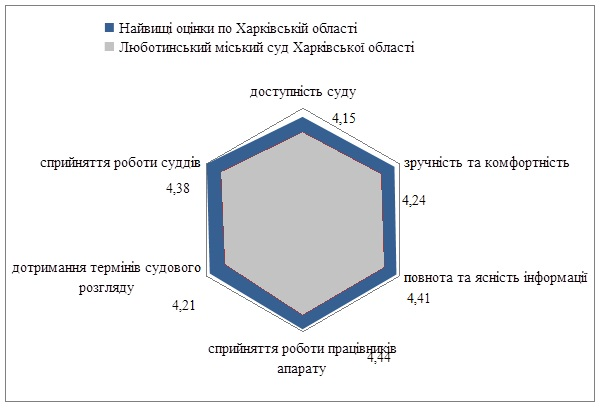 Найвищі оцінки по Харківській області
Люботинський міський суд Харківської області
доступність суду
4,15
сприйняття роботи суддів
зручність та комфортність
4,38
4,24
дотримання термінів судового
розгляду
повнота та ясність інформації
4,21
4,41
сприйняття роботи працівників
апарату
4,44